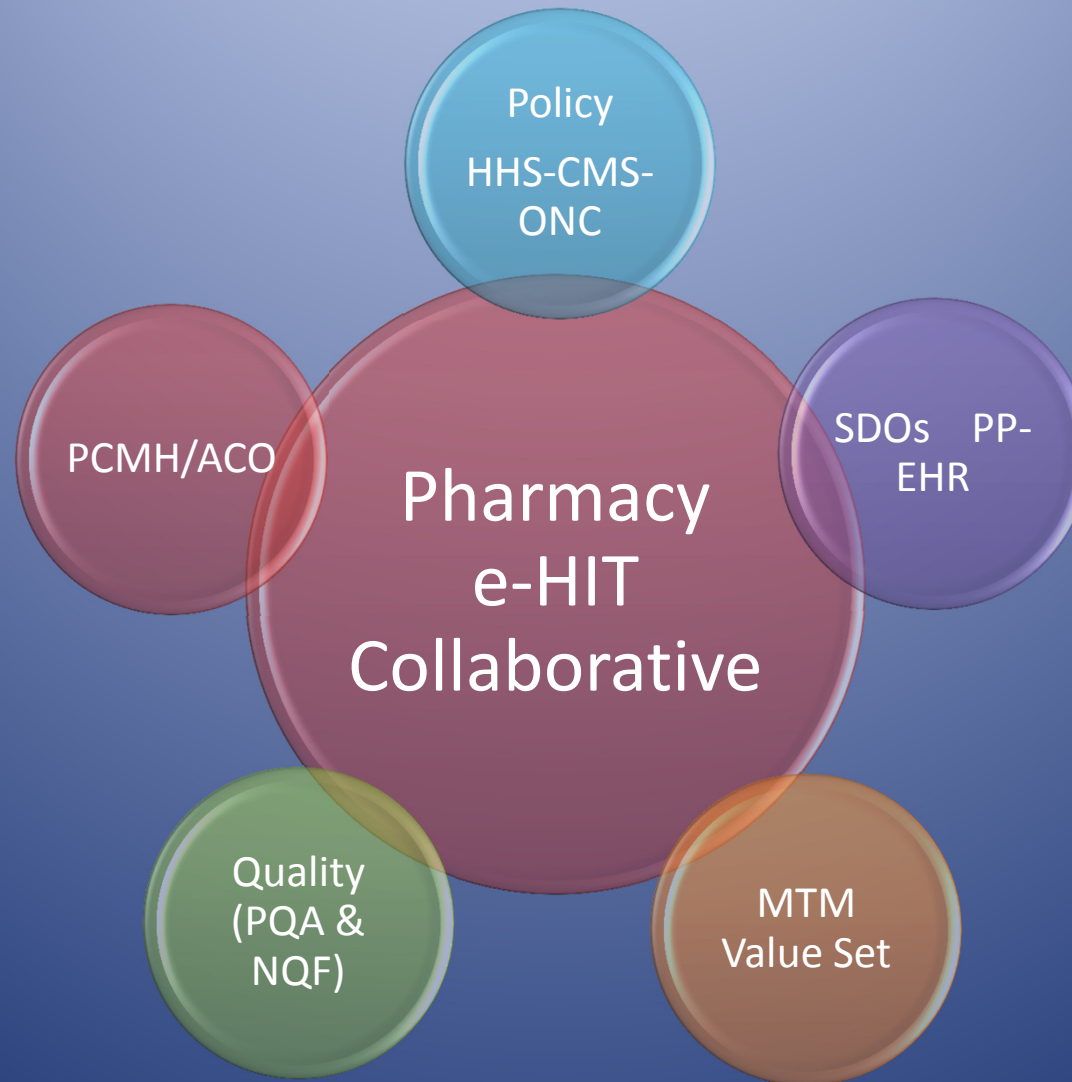 Policy
HHS-CMS-
ONC
PCMH/ACO
SDOs PP-
EHR
Pharmacy
e-HIT
Collaborative
Quality
(PQA &
NQF)
MTM
Value Set